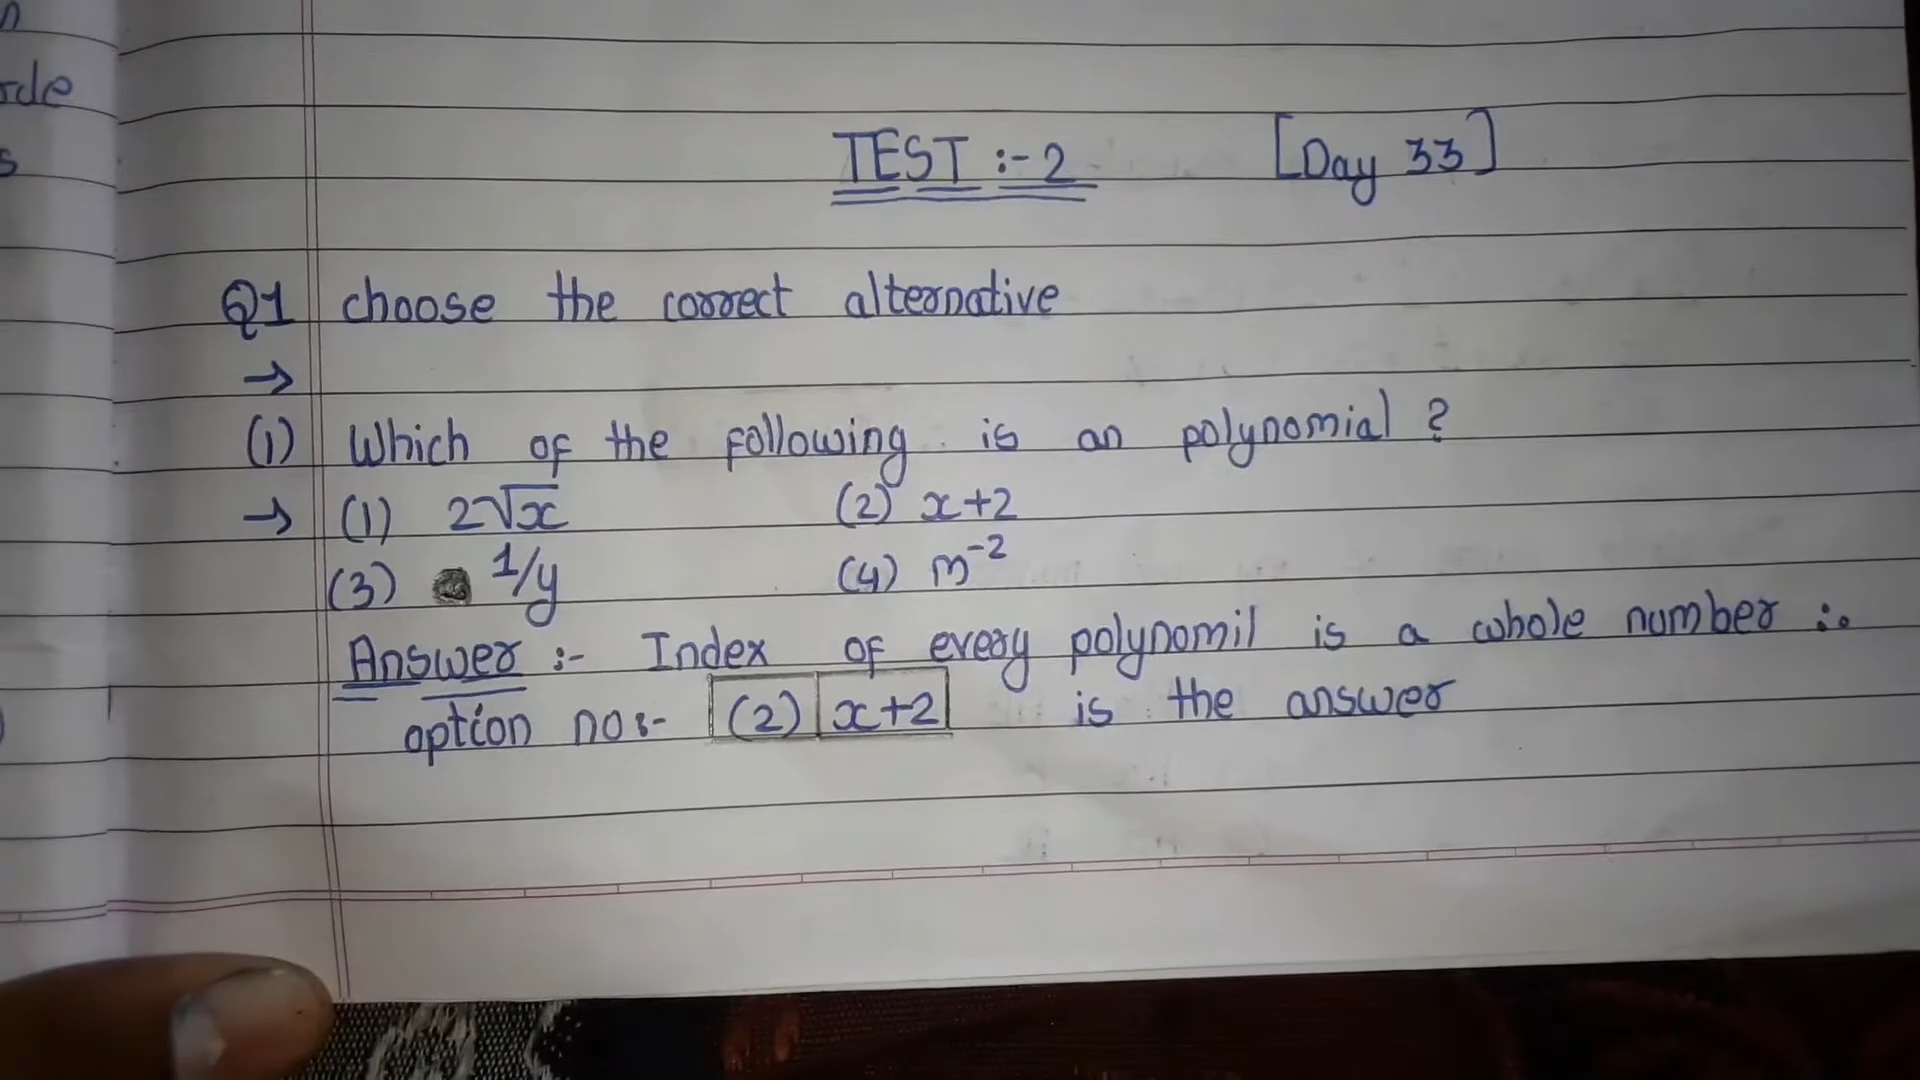 rde
TEST :- 2 [Day 33]
Q1 choose the correct alternative
→
(1) Which of the following is an polynomial ?
→ (1) 2√x (2) x+2
(3) 1/y (4) m⁻²
Answer :- Index of every polynomil is a whole number ∴
option no:- (2) x+2 is the answer